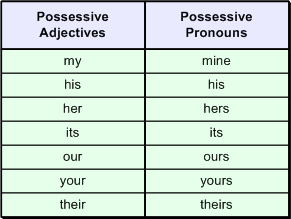 Possessive Adjectives Possessive Pronouns
my mine
his his
her hers
its its
our ours
your yours
their theirs